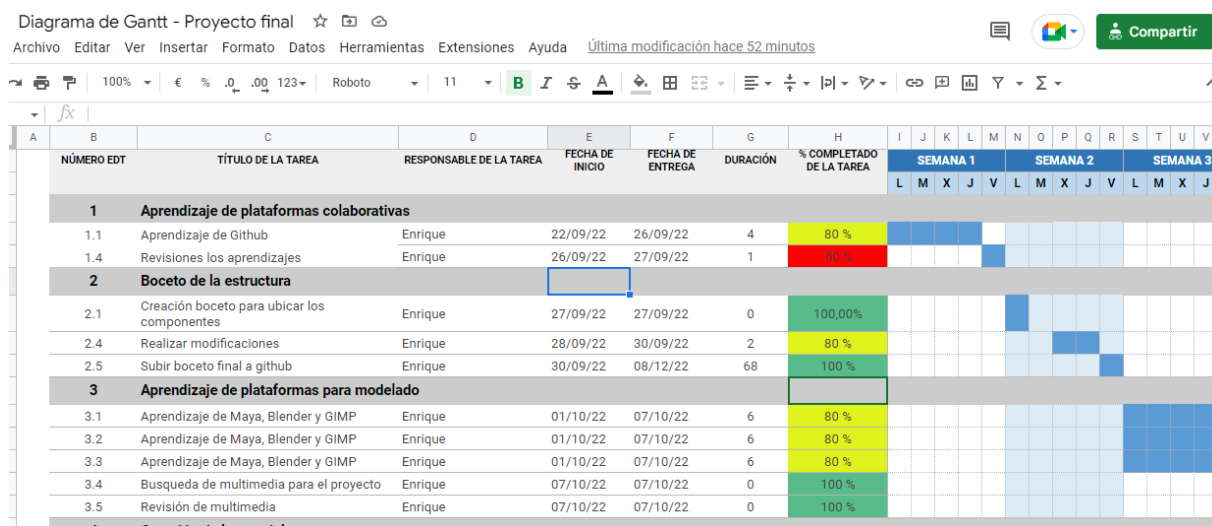 Diagrama de Gantt - Proyecto final
Archivo Editar Ver Insertar Formato Datos Herramientas Extensiones Ayuda Última modificación hace 52 minutos
Compartir
100% € % .0 .00 123 Roboto 11 B I S A
fx
A B C D E F G H I J K L M N O P Q R S T U V
NÚMERO EDT TÍTULO DE LA TAREA RESPONSABLE DE LA TAREA FECHA DE INICIO FECHA DE ENTREGA DURACIÓN % COMPLETADO DE LA TAREA SEMANA 1 SEMANA 2 SEMANA 3
L M X J V L M X J V L M X J
1 Aprendizaje de plataformas colaborativas
1.1 Aprendizaje de Github Enrique 22/09/22 26/09/22 4 80 %
1.4 Revisiones los aprendizajes Enrique 26/09/22 27/09/22 1 50 %
2 Boceto de la estructura
2.1 Creación boceto para ubicar los componentes Enrique 27/09/22 27/09/22 0 100,00%
2.4 Realizar modificaciones Enrique 28/09/22 30/09/22 2 80 %
2.5 Subir boceto final a github Enrique 30/09/22 08/12/22 68 100 %
3 Aprendizaje de plataformas para modelado
3.1 Aprendizaje de Maya, Blender y GIMP Enrique 01/10/22 07/10/22 6 80 %
3.2 Aprendizaje de Maya, Blender y GIMP Enrique 01/10/22 07/10/22 6 80 %
3.3 Aprendizaje de Maya, Blender y GIMP Enrique 01/10/22 07/10/22 6 80 %
3.4 Busqueda de multimedia para el proyecto Enrique 07/10/22 07/10/22 0 100 %
3.5 Revisión de multimedia Enrique 07/10/22 07/10/22 0 100 %